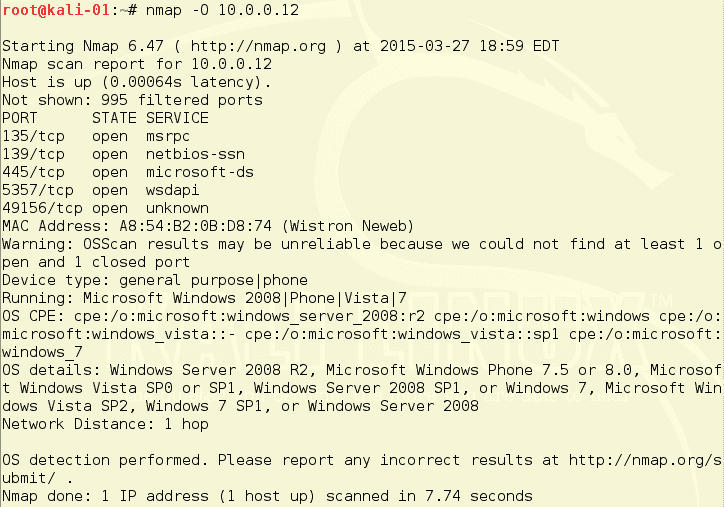 root@kali-01:~# nmap -O 10.0.0.12
Starting Nmap 6.47 ( http://nmap.org ) at 2015-03-27 18:59 EDT
Nmap scan report for 10.0.0.12
Host is up (0.00064s latency).
Not shown: 995 filtered ports
PORT      STATE SERVICE
135/tcp   open  msrpc
139/tcp   open  netbios-ssn
445/tcp   open  microsoft-ds
5357/tcp  open  wsdapi
49156/tcp open  unknown
MAC Address: A8:54:B2:0B:D8:74 (Wistron Neweb)
Warning: OSScan results may be unreliable because we could not find at least 1 o
pen and 1 closed port
Device type: general purpose|phone
Running: Microsoft Windows 2008|Phone|Vista|7
OS CPE: cpe:/o:microsoft:windows_server_2008:r2 cpe:/o:microsoft:windows cpe:/o:
microsoft:windows_vista::- cpe:/o:microsoft:windows_vista::sp1 cpe:/o:microsoft:
windows_7
OS details: Windows Server 2008 R2, Microsoft Windows Phone 7.5 or 8.0, Microsof
t Windows Vista SP0 or SP1, Windows Server 2008 SP1, or Windows 7, Microsoft Win
dows Vista SP2, Windows 7 SP1, or Windows Server 2008
Network Distance: 1 hop
OS detection performed. Please report any incorrect results at http://nmap.org/s
ubmit/ .
Nmap done: 1 IP address (1 host up) scanned in 7.74 seconds